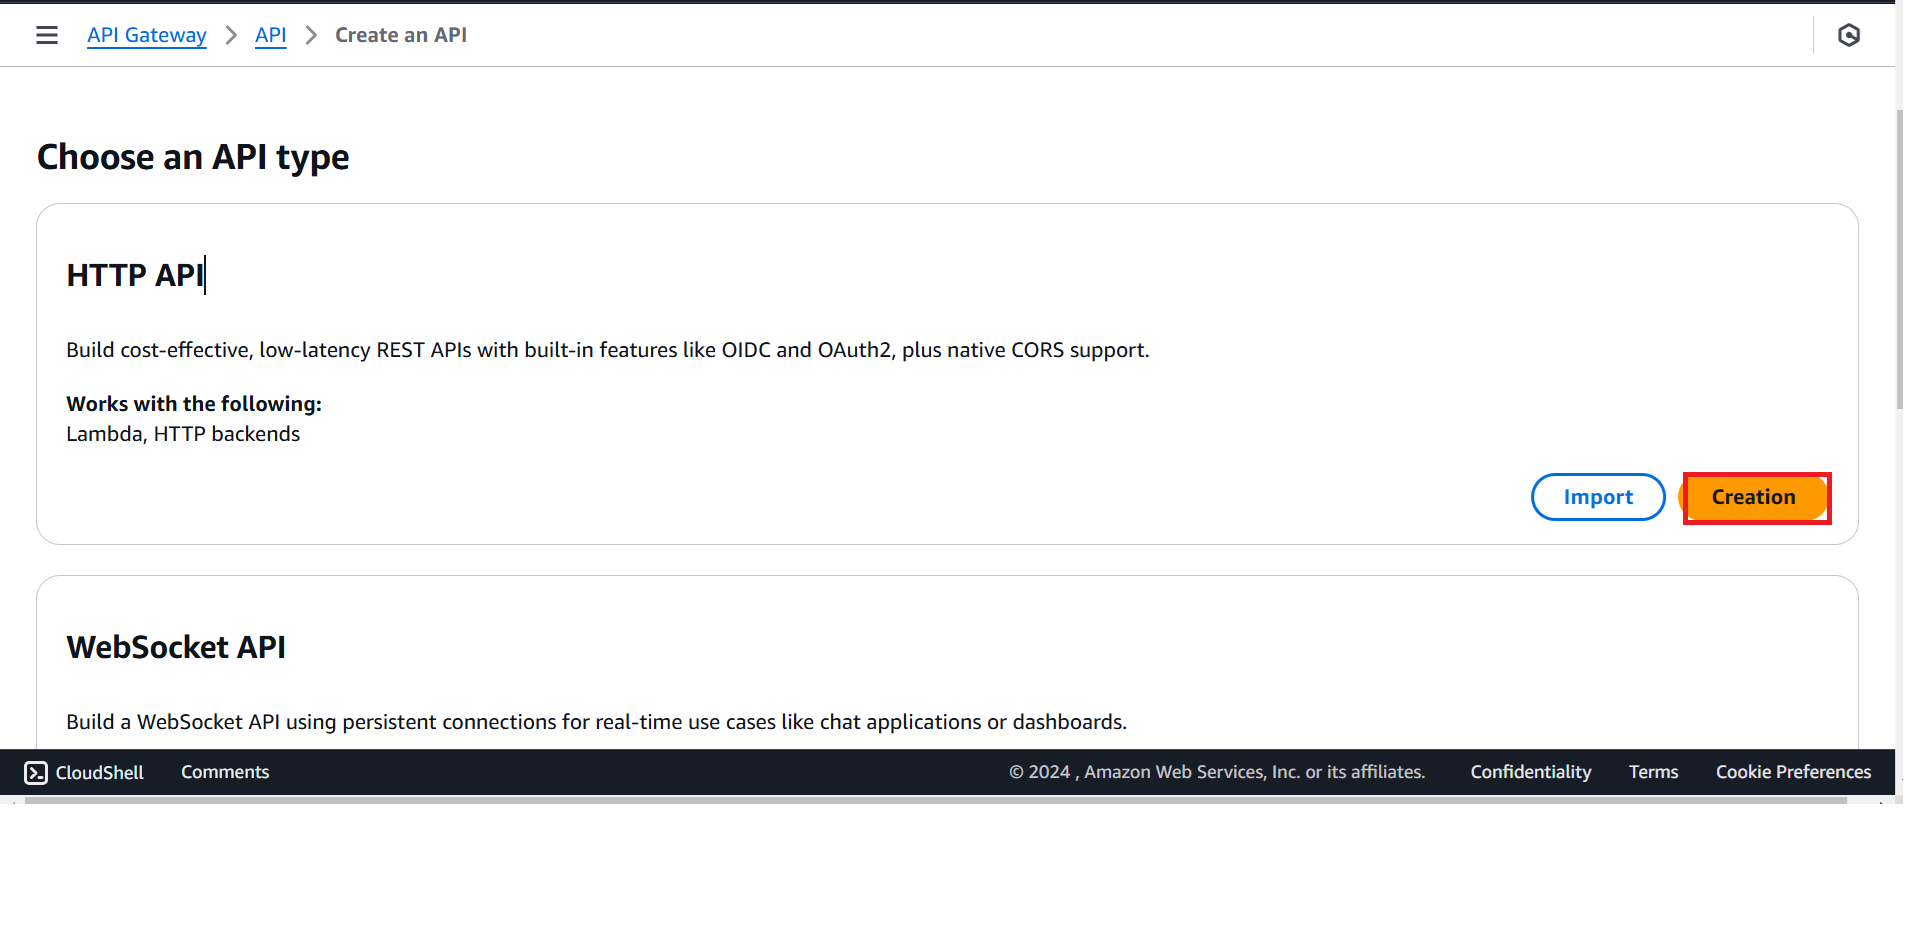 API Gateway > API > Create an API
Choose an API type
HTTP API
Build cost-effective, low-latency REST APIs with built-in features like OIDC and OAuth2, plus native CORS support.
Works with the following:
Lambda, HTTP backends
Import Creation
WebSocket API
Build a WebSocket API using persistent connections for real-time use cases like chat applications or dashboards.
CloudShell Comments © 2024 , Amazon Web Services, Inc. or its affiliates. Confidentiality Terms Cookie Preferences